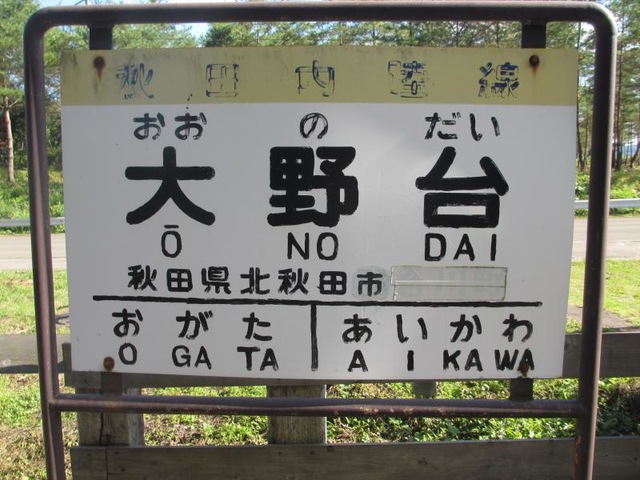 秋田内陸線
おお の だい
大 野 台
Ō NO DAI
秋田県北秋田市
おがた あいかわ
O GA TA A I KAWA